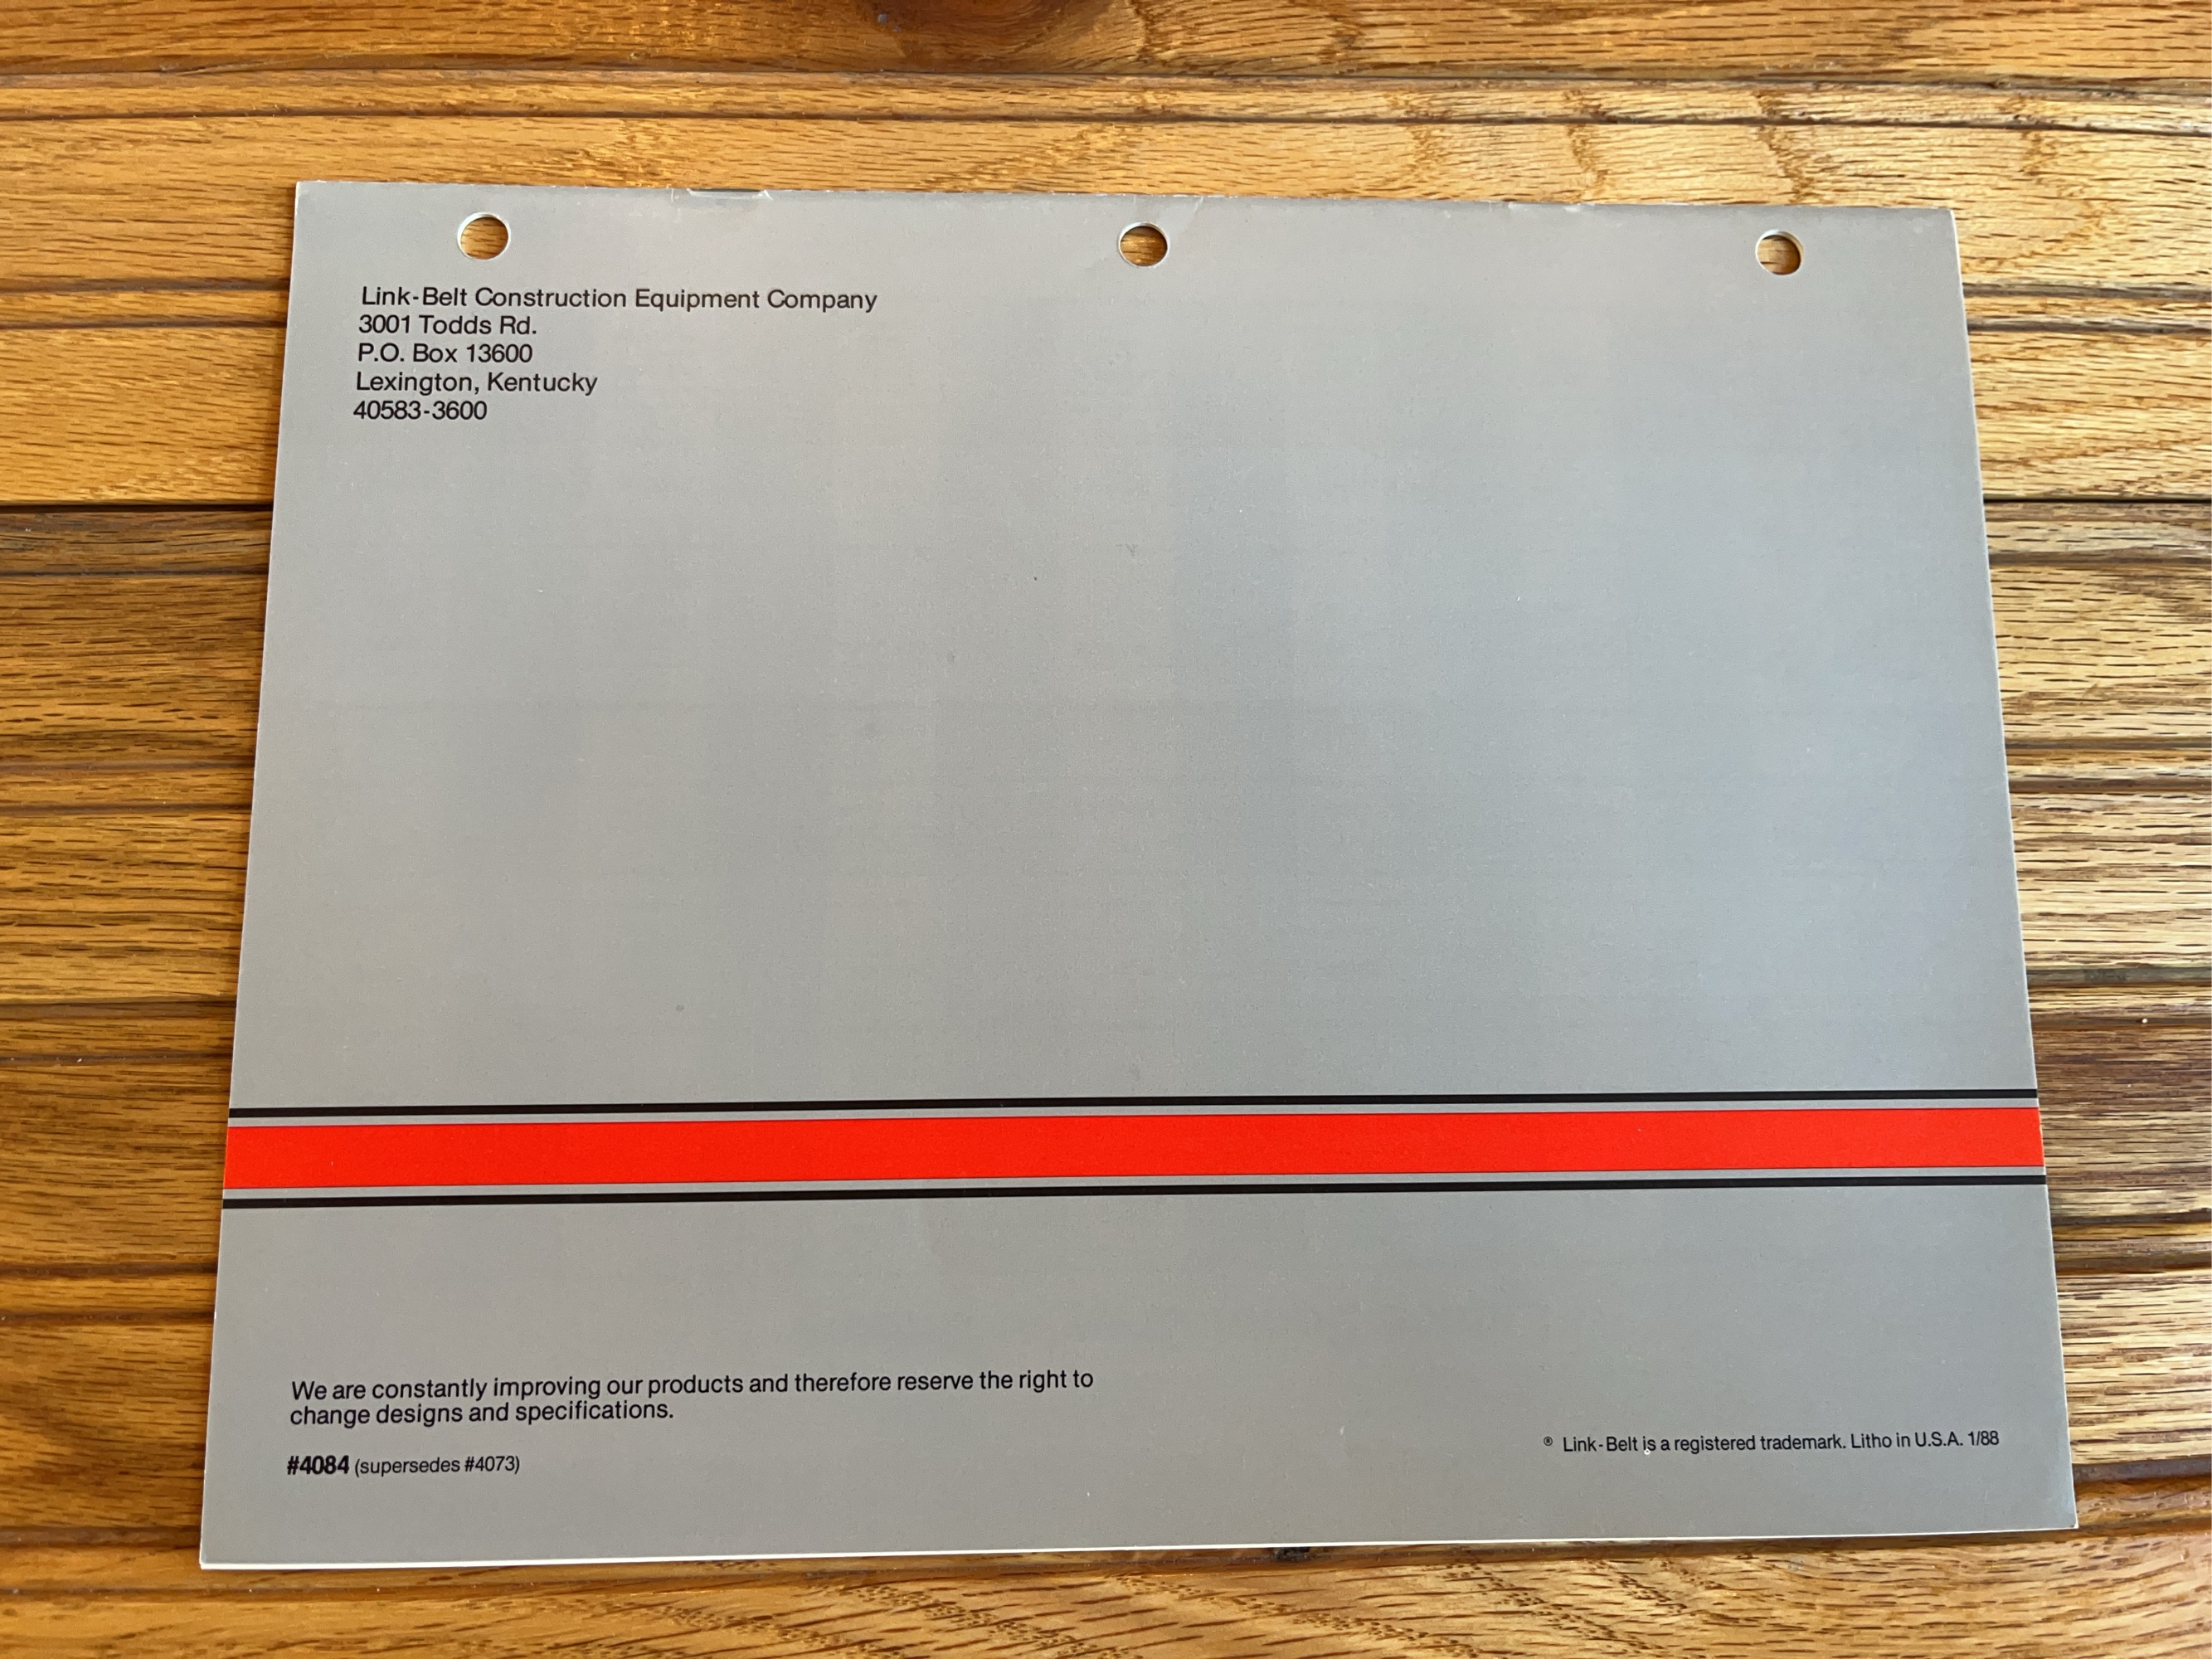 Link-Belt Construction Equipment Company
3001 Todds Rd.
P.O. Box 13600
Lexington, Kentucky
40583-3600
We are constantly improving our products and therefore reserve the right to
change designs and specifications.
#4084 (supersedes #4073)
® Link-Belt is a registered trademark. Litho in U.S.A. 1/88